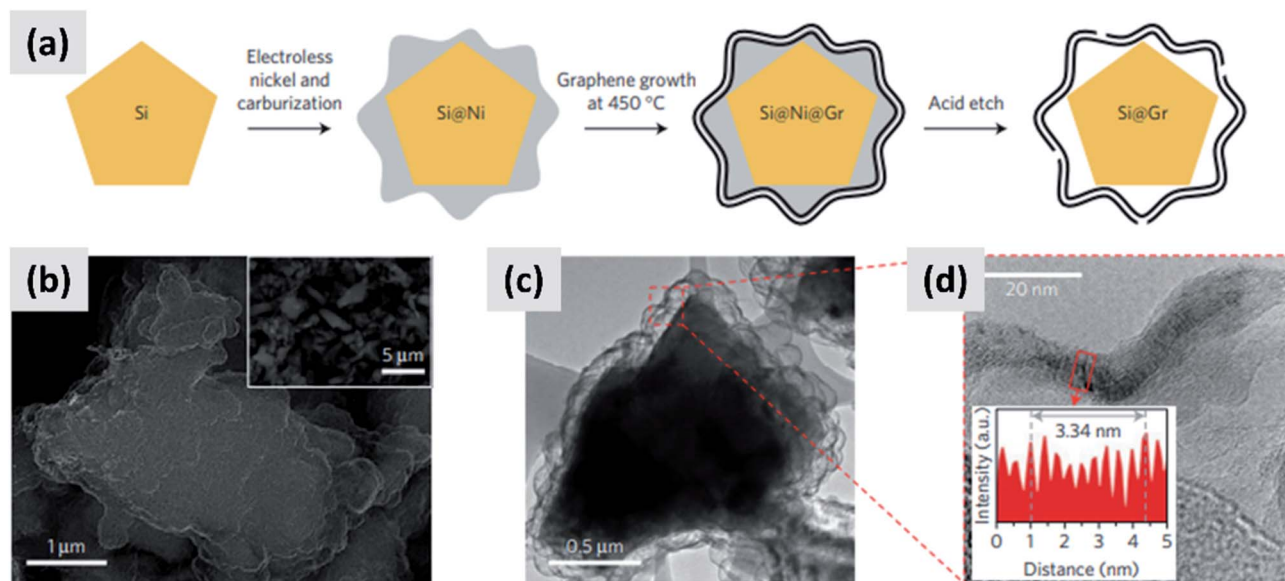 (a)
Si
Electroless
nickel and
carburization
Si@Ni
Graphene growth
at 450 °C
Si@Ni@Gr
Acid etch
Si@Gr
(b)
5 µm
1 µm
(c)
0.5 µm
(d)
20 nm
3.34 nm
Intensity (a.u.)
0 1 2 3 4 5
Distance (nm)